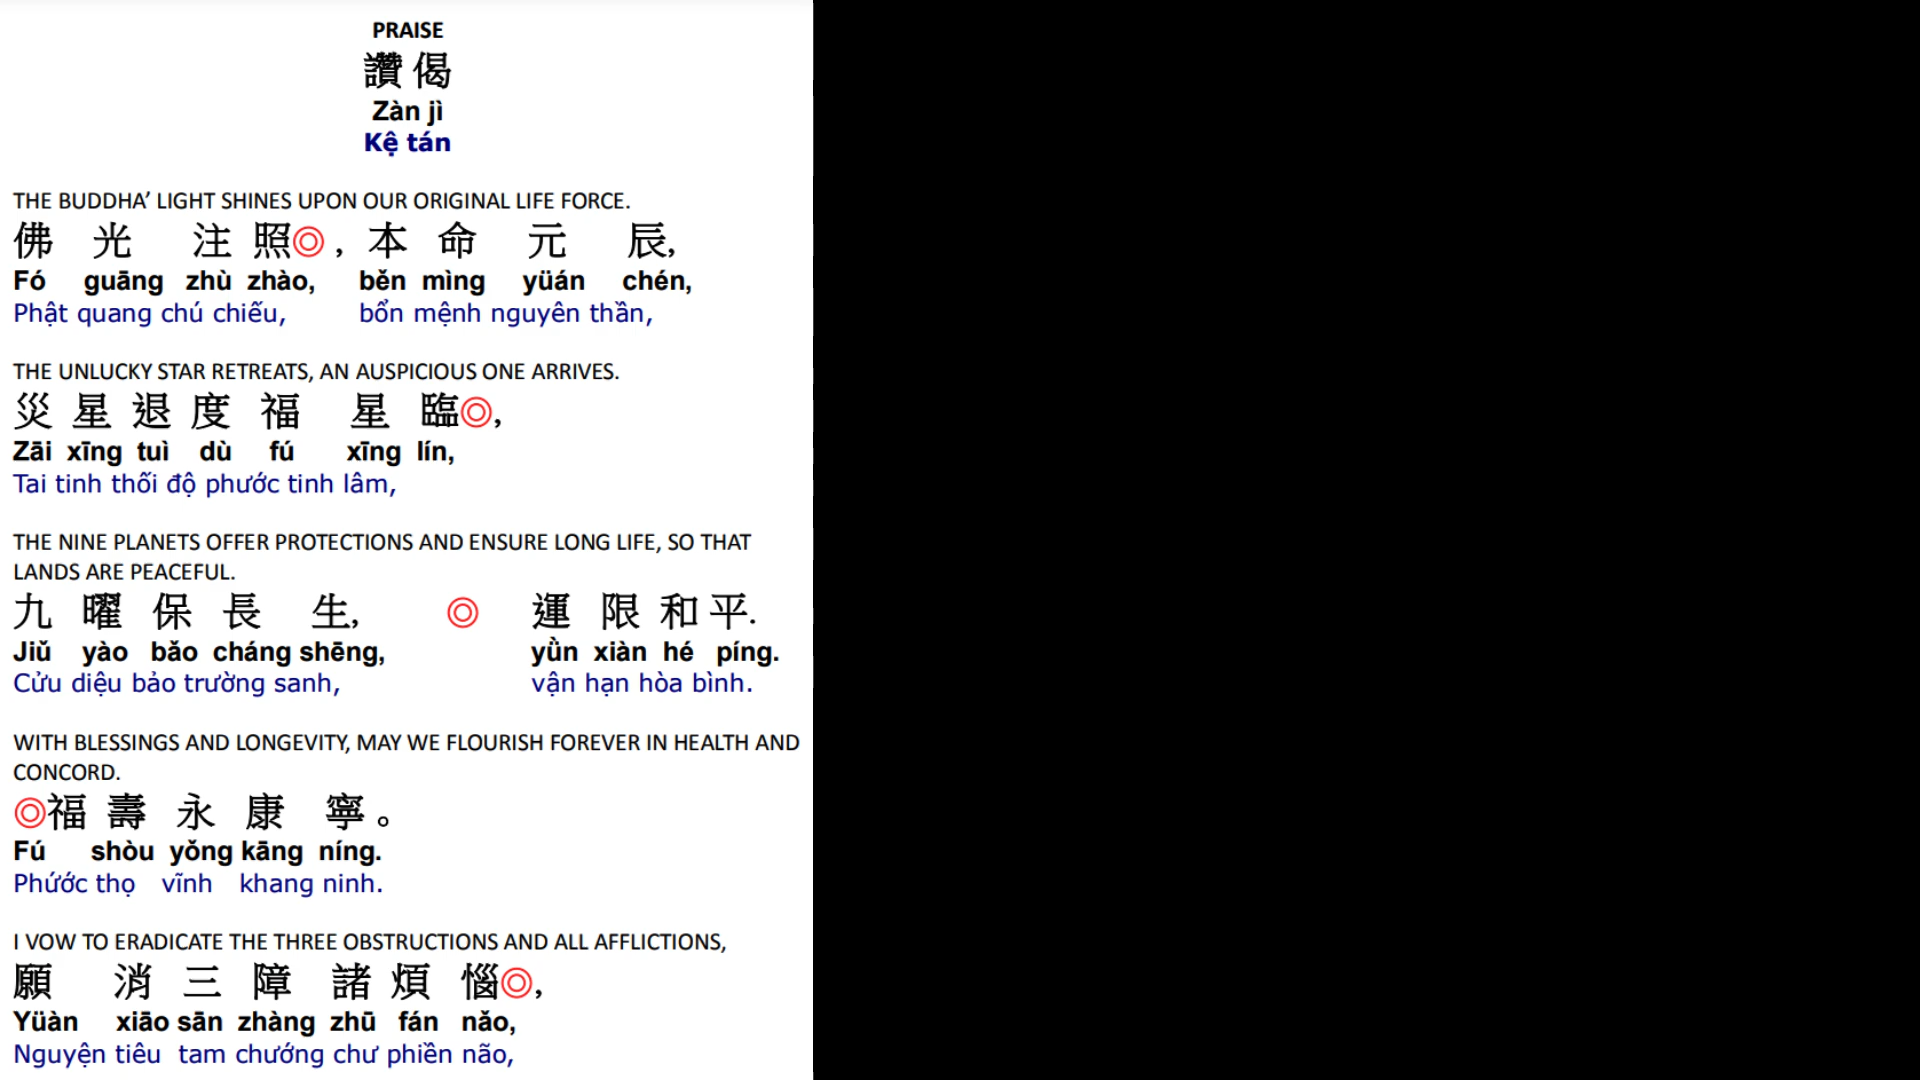 PRAISE
讚偈
Zàn jì
Kệ tán
THE BUDDHA’ LIGHT SHINES UPON OUR ORIGINAL LIFE FORCE.
佛 光 注 照◎ , 本 命 元 辰,
Fó guāng zhù zhào, běn mìng yüán chén,
Phật quang chú chiếu, bổn mệnh nguyên thần,
THE UNLUCKY STAR RETREATS, AN AUSPICIOUS ONE ARRIVES.
災 星 退 度 福 星 臨◎,
Zāi xīng tuì dù fú xīng lín,
Tai tinh thối độ phước tinh lâm,
THE NINE PLANETS OFFER PROTECTIONS AND ENSURE LONG LIFE, SO THAT
LANDS ARE PEACEFUL.
九 曜 保 長 生, ◎ 運 限 和 平.
Jiǔ yào bǎo cháng shēng, yǜn xiàn hé píng.
Cửu diệu bảo trường sanh, vận hạn hòa bình.
WITH BLESSINGS AND LONGEVITY, MAY WE FLOURISH FOREVER IN HEALTH AND
CONCORD.
◎福 壽 永 康 寧。
Fú shòu yǒng kāng níng.
Phứớc thọ vĩnh khang ninh.
I VOW TO ERADICATE THE THREE OBSTRUCTIONS AND ALL AFFLICTIONS,
願 消 三 障 諸 煩 惱◎,
Yüàn xiāo sān zhàng zhū fán nǎo,
Nguyện tiêu tam chướng chư phiền não,